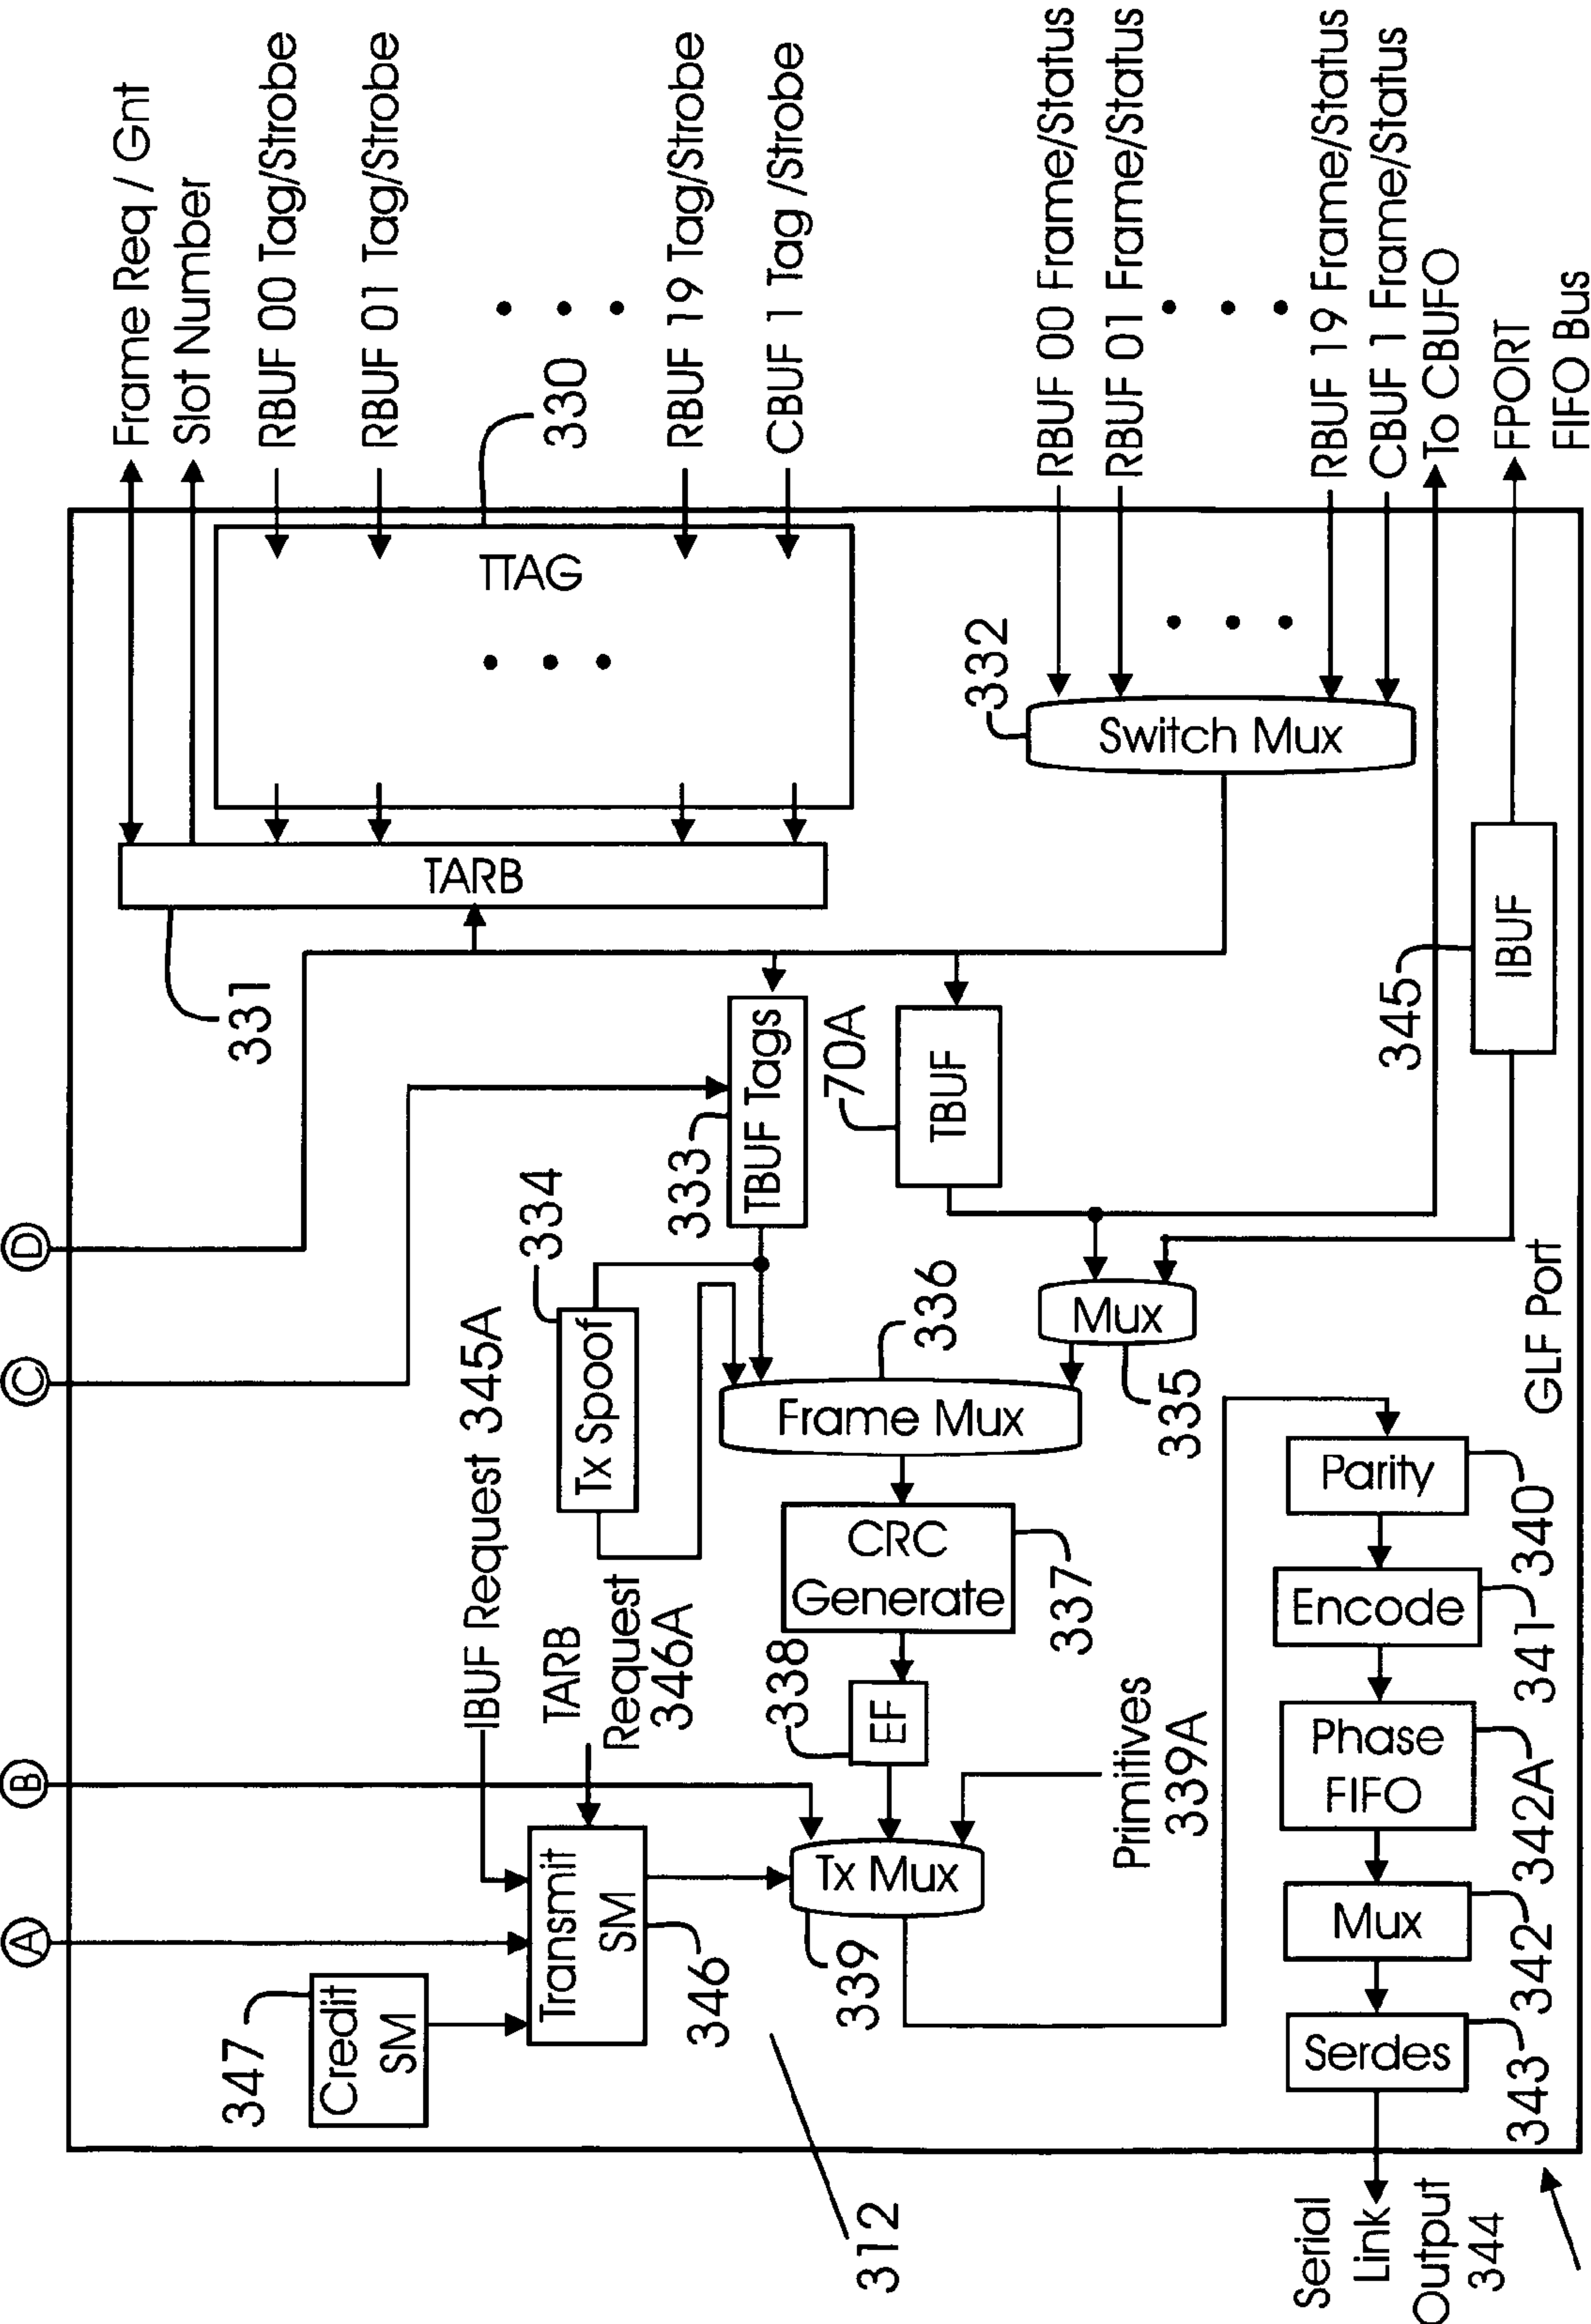 A
B
C
D
347
Credit
SM
Transmit
SM
346
IBUF Request 345A
TARB
Request
346A
Tx Spoof
334
333
TBUF Tags
331
TARB
TTAG
330
Frame Req / Gnt
Slot Number
RBUF 00 Tag/Strobe
RBUF 01 Tag/Strobe
RBUF 19 Tag/Strobe
CBUF 1 Tag /Strobe
312
339
Tx Mux
338
EF
CRC
Generate
337
Frame Mux
336
70A
TBUF
332
Switch Mux
RBUF 00 Frame/Status
RBUF 01 Frame/Status
RBUF 19 Frame/Status
CBUF 1 Frame/Status
To CBUFO
Primitives
339A
Mux
335
345
IBUF
FPORT
FIFO Bus
Serial
Link
Output
344
Serdes
343
Mux
342
Phase
FIFO
342A
Encode
341
Parity
340
GLF Port